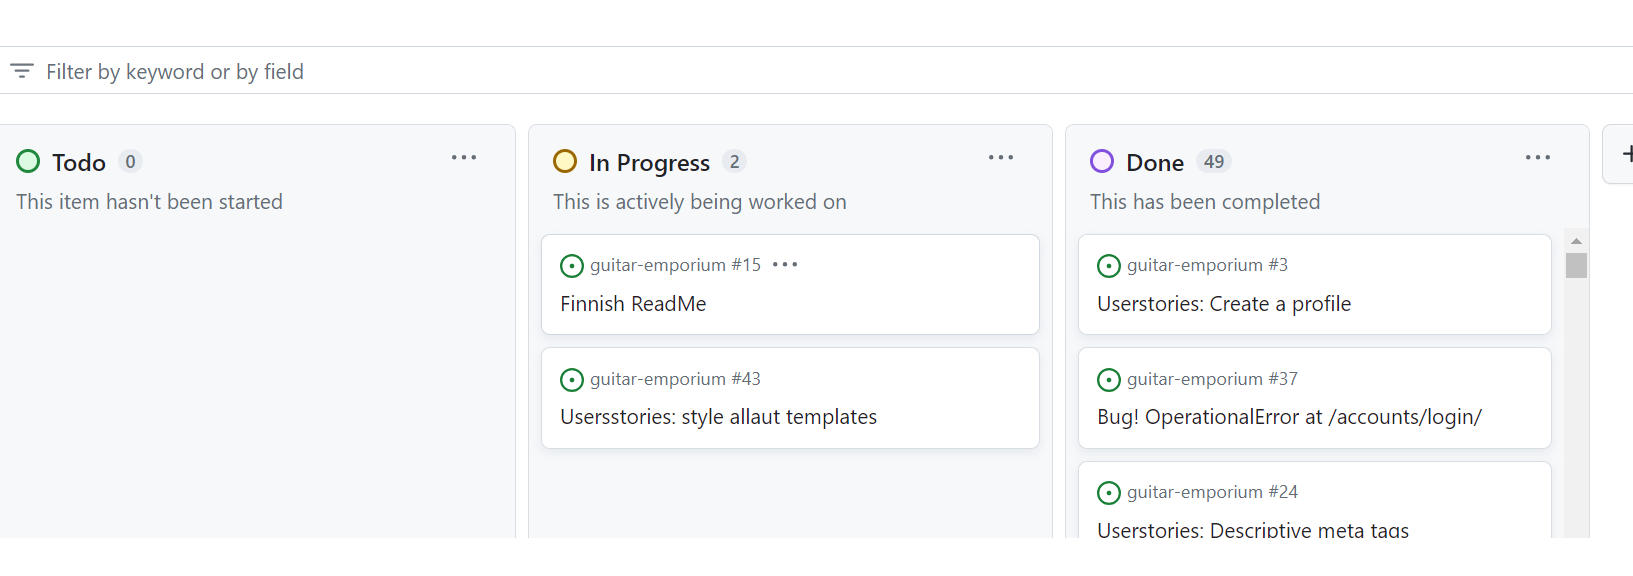 Filter by keyword or by field
Todo 0
This item hasn't been started
In Progress 2
This is actively being worked on
guitar-emporium #15
Finnish ReadMe
guitar-emporium #43
Usersstories: style allaut templates
Done 49
This has been completed
guitar-emporium #3
Userstories: Create a profile
guitar-emporium #37
Bug! OperationalError at /accounts/login/
guitar-emporium #24
Userstories: Descriptive meta tags